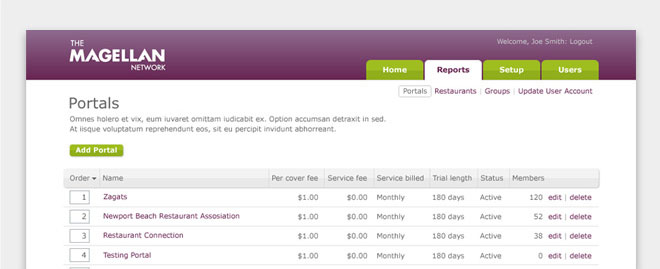 THE
MAGELLAN
NETWORK
Welcome, Joe Smith: Logout
Home Reports Setup Users
Portals Restaurants | Groups | Update User Account
Portals
Omnes holero et vix, eum iuvaret omittam iudicabit ex. Option accumsan detraxit in sed.
At iisque voluptatum reprehendunt eos, sit eu percipit invidunt abhorreant.
Add Portal
Order Name Per cover fee Service fee Service billed Trial length Status Members
1 Zagats $1.00 $0.00 Monthly 180 days Active 120 edit | delete
2 Newport Beach Restaurant Assosiation $1.00 $0.00 Monthly 180 days Active 52 edit | delete
3 Restaurant Connection $1.00 $0.00 Monthly 180 days Active 38 edit | delete
4 Testing Portal $1.00 $0.00 Monthly 180 days Active 0 edit | delete